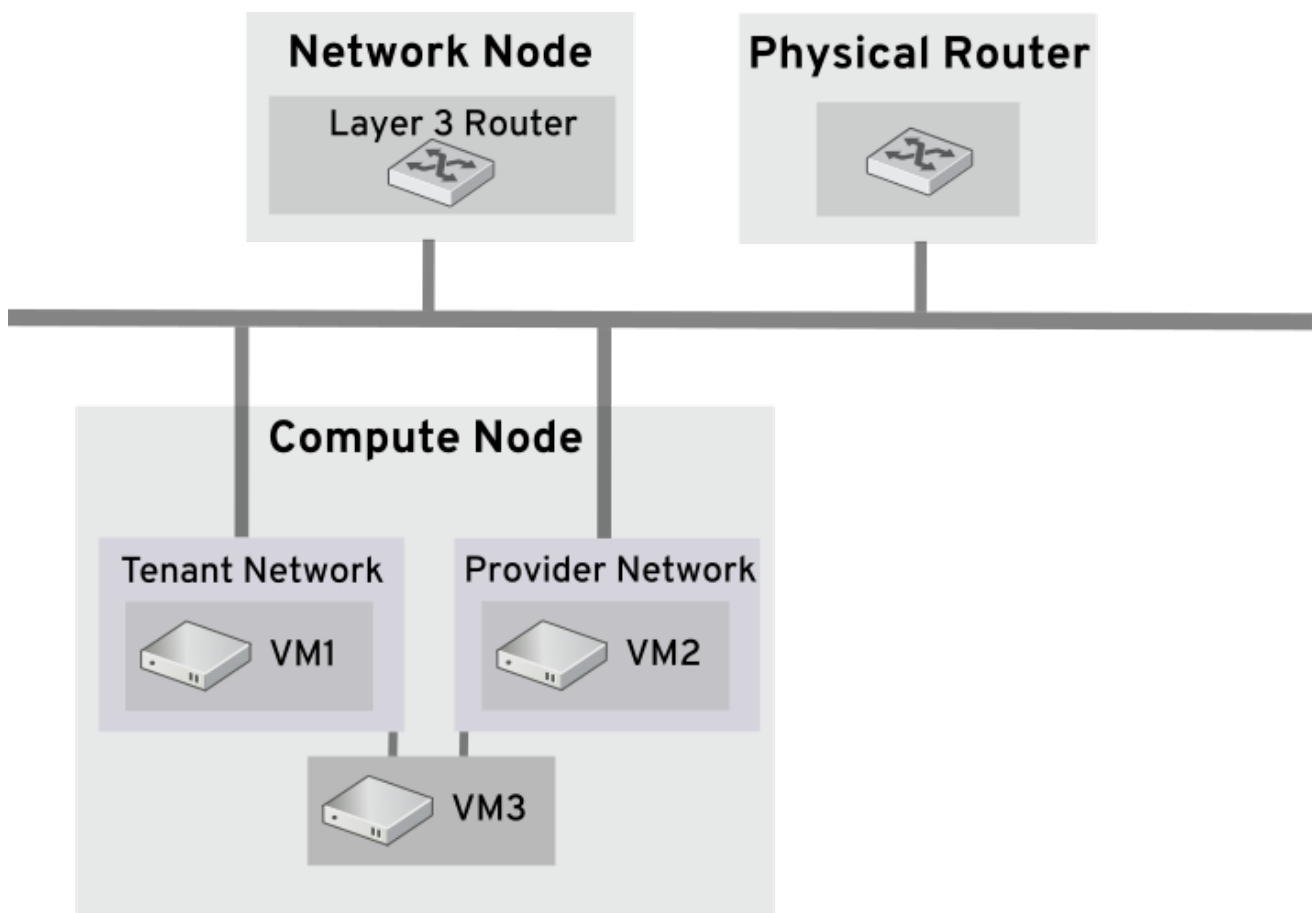 Network Node
Physical Router
Layer 3 Router
Compute Node
Tenant Network
Provider Network
VM1
VM2
VM3